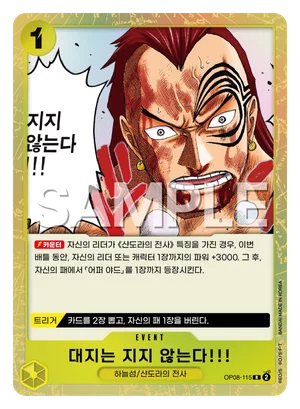 1
지지
않는다
!!!
SAMPLE
카운터 자신의 리더가 《샨도라의 전사》 특징을 가진 경우, 이번
배틀 동안, 자신의 리더 또는 캐릭터 1장까지의 파워 +3000. 그 후,
자신의 패에서 「어퍼 야드」를 1장까지 등장시킨다.
트리거 카드를 2장 뽑고, 자신의 패 1장을 버린다.
EVENT
대지는 지지 않는다!!!
하늘섬/샨도라의 전사
OP08-115 R 2